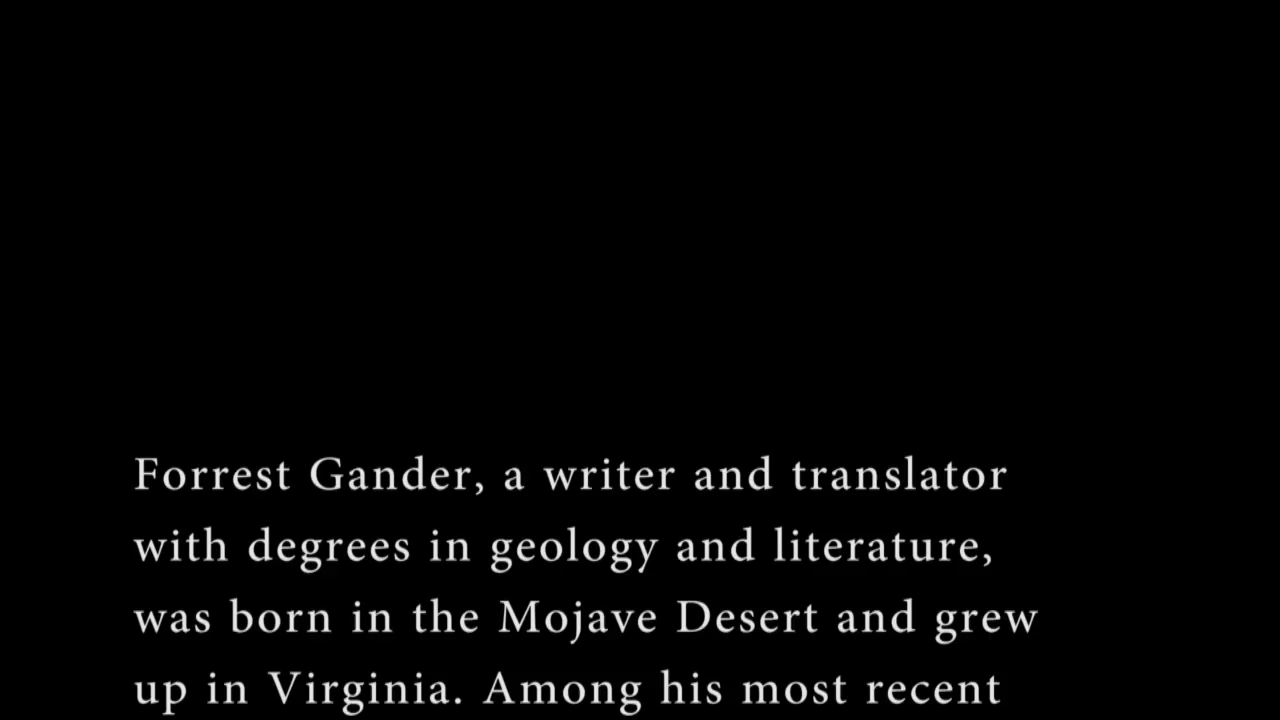 Forrest Gander, a writer and translator
with degrees in geology and literature,
was born in the Mojave Desert and grew
up in Virginia. Among his most recent